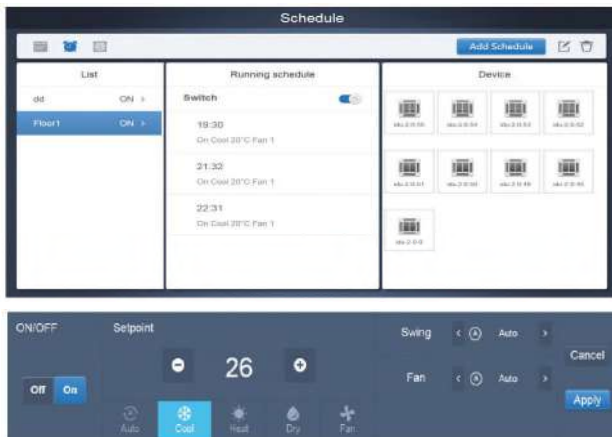 Schedule
Add Schedule
List
Running schedule
Device
dd ON >
Floor1 ON >
Switch
19:30
On Cool 20°C Fan 1
21:32
On Cool 20°C Fan 1
22:31
On Cool 20°C Fan 1
ON/OFF
Setpoint
Off On
26
Auto Cool Heat Dry Fan
Swing < A Auto >
Fan < A Auto >
Cancel
Apply